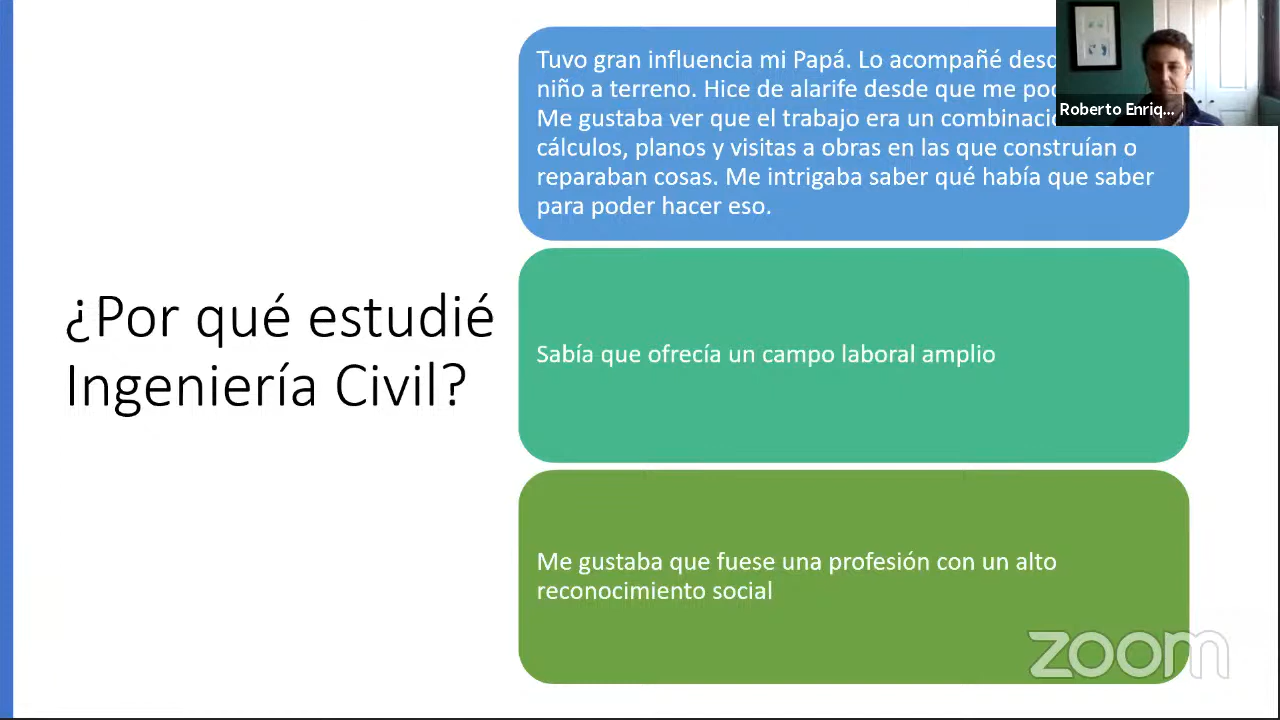 ¿Por qué estudié
Ingeniería Civil?
Tuvo gran influencia mi Papá. Lo acompañé
niño a terreno. Hice de alarife desde que me
Me gustaba ver que el trabajo era un
cálculos, planos y visitas a obras en las que construían o
reparaban cosas. Me intrigaba saber qué había que saber
para poder hacer eso.
Sabía que ofrecía un campo laboral amplio
Me gustaba que fuese una profesión con un alto
reconocimiento social
Roberto Enriq...
zoom